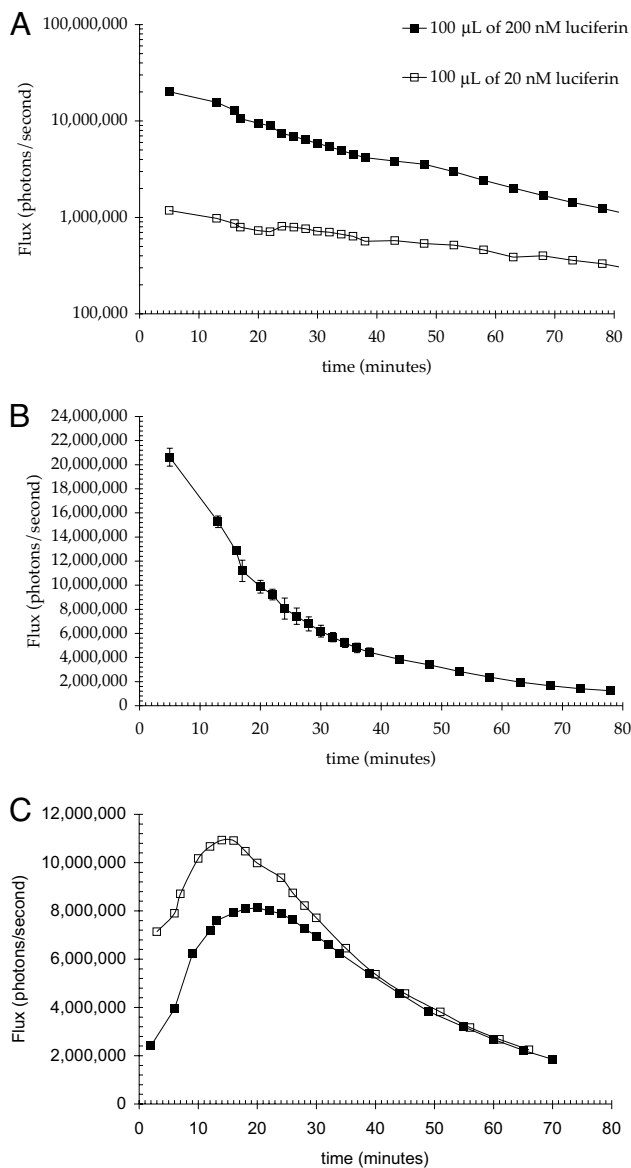 A
100 µL of 200 nM luciferin
100 µL of 20 nM luciferin
Flux (photons/second)
100,000,000
10,000,000
1,000,000
100,000
0 10 20 30 40 50 60 70 80
time (minutes)
B
Flux (photons/second)
24,000,000
22,000,000
20,000,000
18,000,000
16,000,000
14,000,000
12,000,000
10,000,000
8,000,000
6,000,000
4,000,000
2,000,000
0
0 10 20 30 40 50 60 70 80
time (minutes)
C
Flux (photons/second)
12,000,000
10,000,000
8,000,000
6,000,000
4,000,000
2,000,000
0
0 10 20 30 40 50 60 70 80
time (minutes)